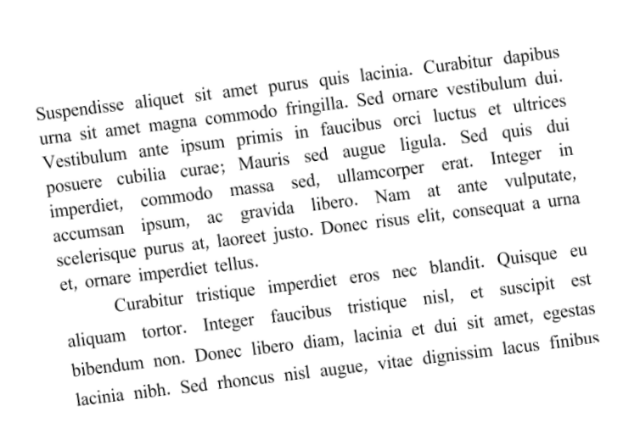 Suspendisse aliquet sit amet purus quis lacinia. Curabitur dapibus
urna sit amet magna commodo fringilla. Sed ornare vestibulum dui.
Vestibulum ante ipsum primis in faucibus orci luctus et ultrices
posuere cubilia curae; Mauris sed augue ligula. Sed quis dui
imperdiet, commodo massa sed, ullamcorper erat. Integer in
accumsan ipsum, ac gravida libero. Nam at ante vulputate,
scelerisque purus at, laoreet justo. Donec risus elit, consequat a urna
et, ornare imperdiet tellus.
Curabitur tristique imperdiet eros nec blandit. Quisque eu
aliquam tortor. Integer faucibus tristique nisl, et suscipit est
bibendum non. Donec libero diam, lacinia et dui sit amet, egestas
lacinia nibh. Sed rhoncus nisl augue, vitae dignissim lacus finibus